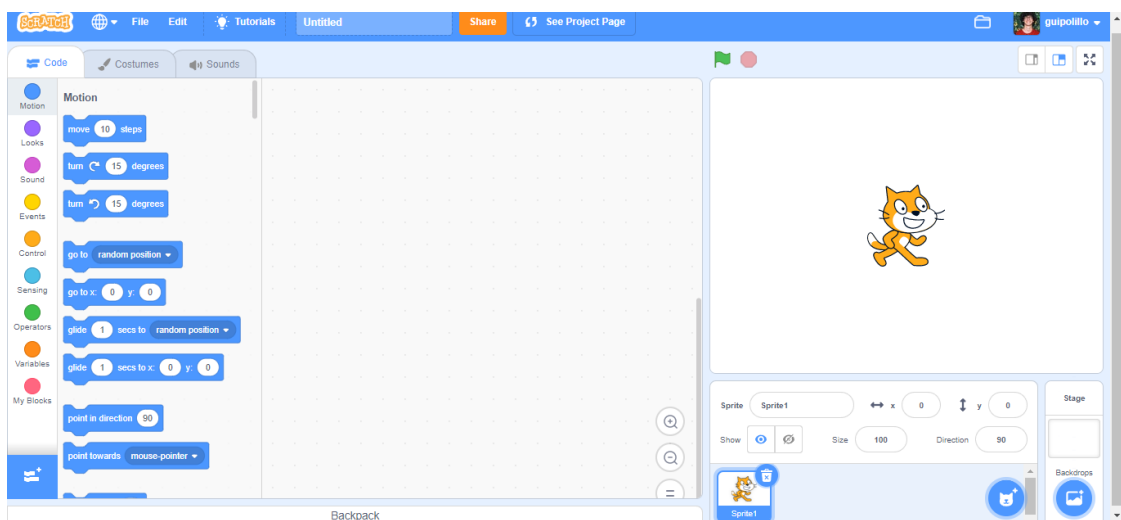 SCRATCH File Edit Tutorials Untitled Share See Project Page guipolillo
Code Costumes Sounds
Motion
Looks
Sound
Events
Control
Sensing
Operators
Variables
My Blocks
Motion
move 10 steps
turn 15 degrees
turn 15 degrees
go to random position
go to x: 0 y: 0
glide 1 secs to random position
glide 1 secs to x: 0 y: 0
point in direction 90
point towards mouse-pointer
Backpack
Sprite Sprite1 x 0 y 0
Show Size 100 Direction 90
Sprite1
Stage
Backdrops